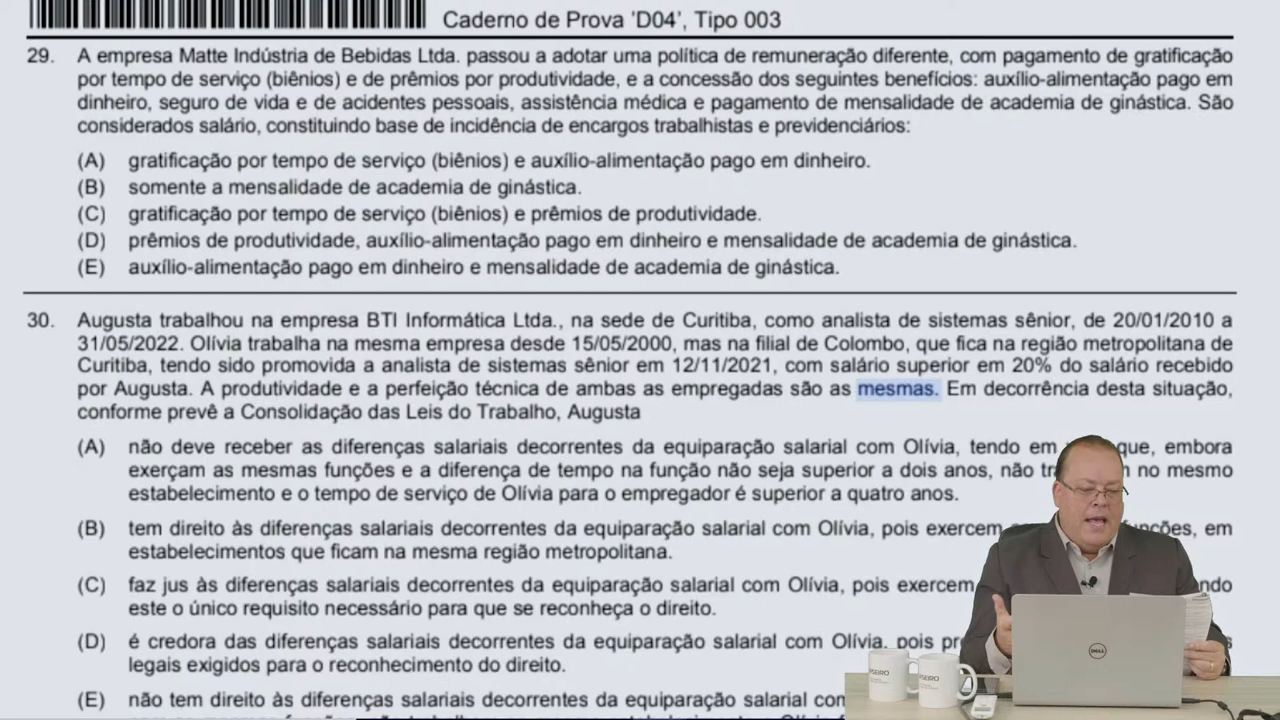 Caderno de Prova 'D04', Tipo 003
29. A empresa Matte Indústria de Bebidas Ltda. passou a adotar uma política de remuneração diferente, com pagamento de gratificação
por tempo de serviço (biênios) e de prêmios por produtividade, e a concessão dos seguintes benefícios: auxílio-alimentação pago em
dinheiro, seguro de vida e de acidentes pessoais, assistência médica e pagamento de mensalidade de academia de ginástica. São
considerados salário, constituindo base de incidência de encargos trabalhistas e previdenciários:
(A) gratificação por tempo de serviço (biênios) e auxílio-alimentação pago em dinheiro.
(B) somente a mensalidade de academia de ginástica.
(C) gratificação por tempo de serviço (biênios) e prêmios de produtividade.
(D) prêmios de produtividade, auxílio-alimentação pago em dinheiro e mensalidade de academia de ginástica.
(E) auxílio-alimentação pago em dinheiro e mensalidade de academia de ginástica.
30. Augusta trabalhou na empresa BTI Informática Ltda., na sede de Curitiba, como analista de sistemas sênior, de 20/01/2010 a
31/05/2022. Olívia trabalha na mesma empresa desde 15/05/2000, mas na filial de Colombo, que fica na região metropolitana de
Curitiba, tendo sido promovida a analista de sistemas sênior em 12/11/2021, com salário superior em 20% do salário recebido
por Augusta. A produtividade e a perfeição técnica de ambas as empregadas são as mesmas. Em decorrência desta situação,
conforme prevê a Consolidação das Leis do Trabalho, Augusta
(A) não deve receber as diferenças salariais decorrentes da equiparação salarial com Olívia, tendo em que, embora
exerçam as mesmas funções e a diferença de tempo na função não seja superior a dois anos, não no mesmo
estabelecimento e o tempo de serviço de Olívia para o empregador é superior a quatro anos.
(B) tem direito às diferenças salariais decorrentes da equiparação salarial com Olívia, pois exercem em
estabelecimentos que ficam na mesma região metropolitana.
(C) faz jus às diferenças salariais decorrentes da equiparação salarial com Olívia, pois exercem
este o único requisito necessário para que se reconheça o direito.
(D) é credora das diferenças salariais decorrentes da equiparação salarial com Olívia, pois
legais exigidos para o reconhecimento do direito.
(E) não tem direito às diferenças salariais decorrentes da equiparação salarial
DELL